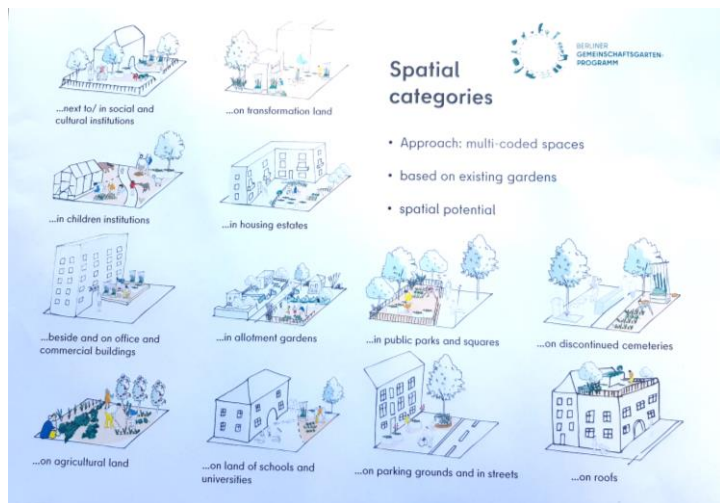 BERLINER
GEMEINSCHAFTSGARTEN-
PROGRAMM
Spatial
categories
• Approach: multi-coded spaces
• based on existing gardens
• spatial potential
...next to/ in social and
cultural institutions
...on transformation land
...in children institutions
...in housing estates
...beside and on office and
commercial buildings
...in allotment gardens
...in public parks and squares
...on discontinued cemeteries
...on agricultural land
...on land of schools and
universities
...on parking grounds and in streets
...on roofs